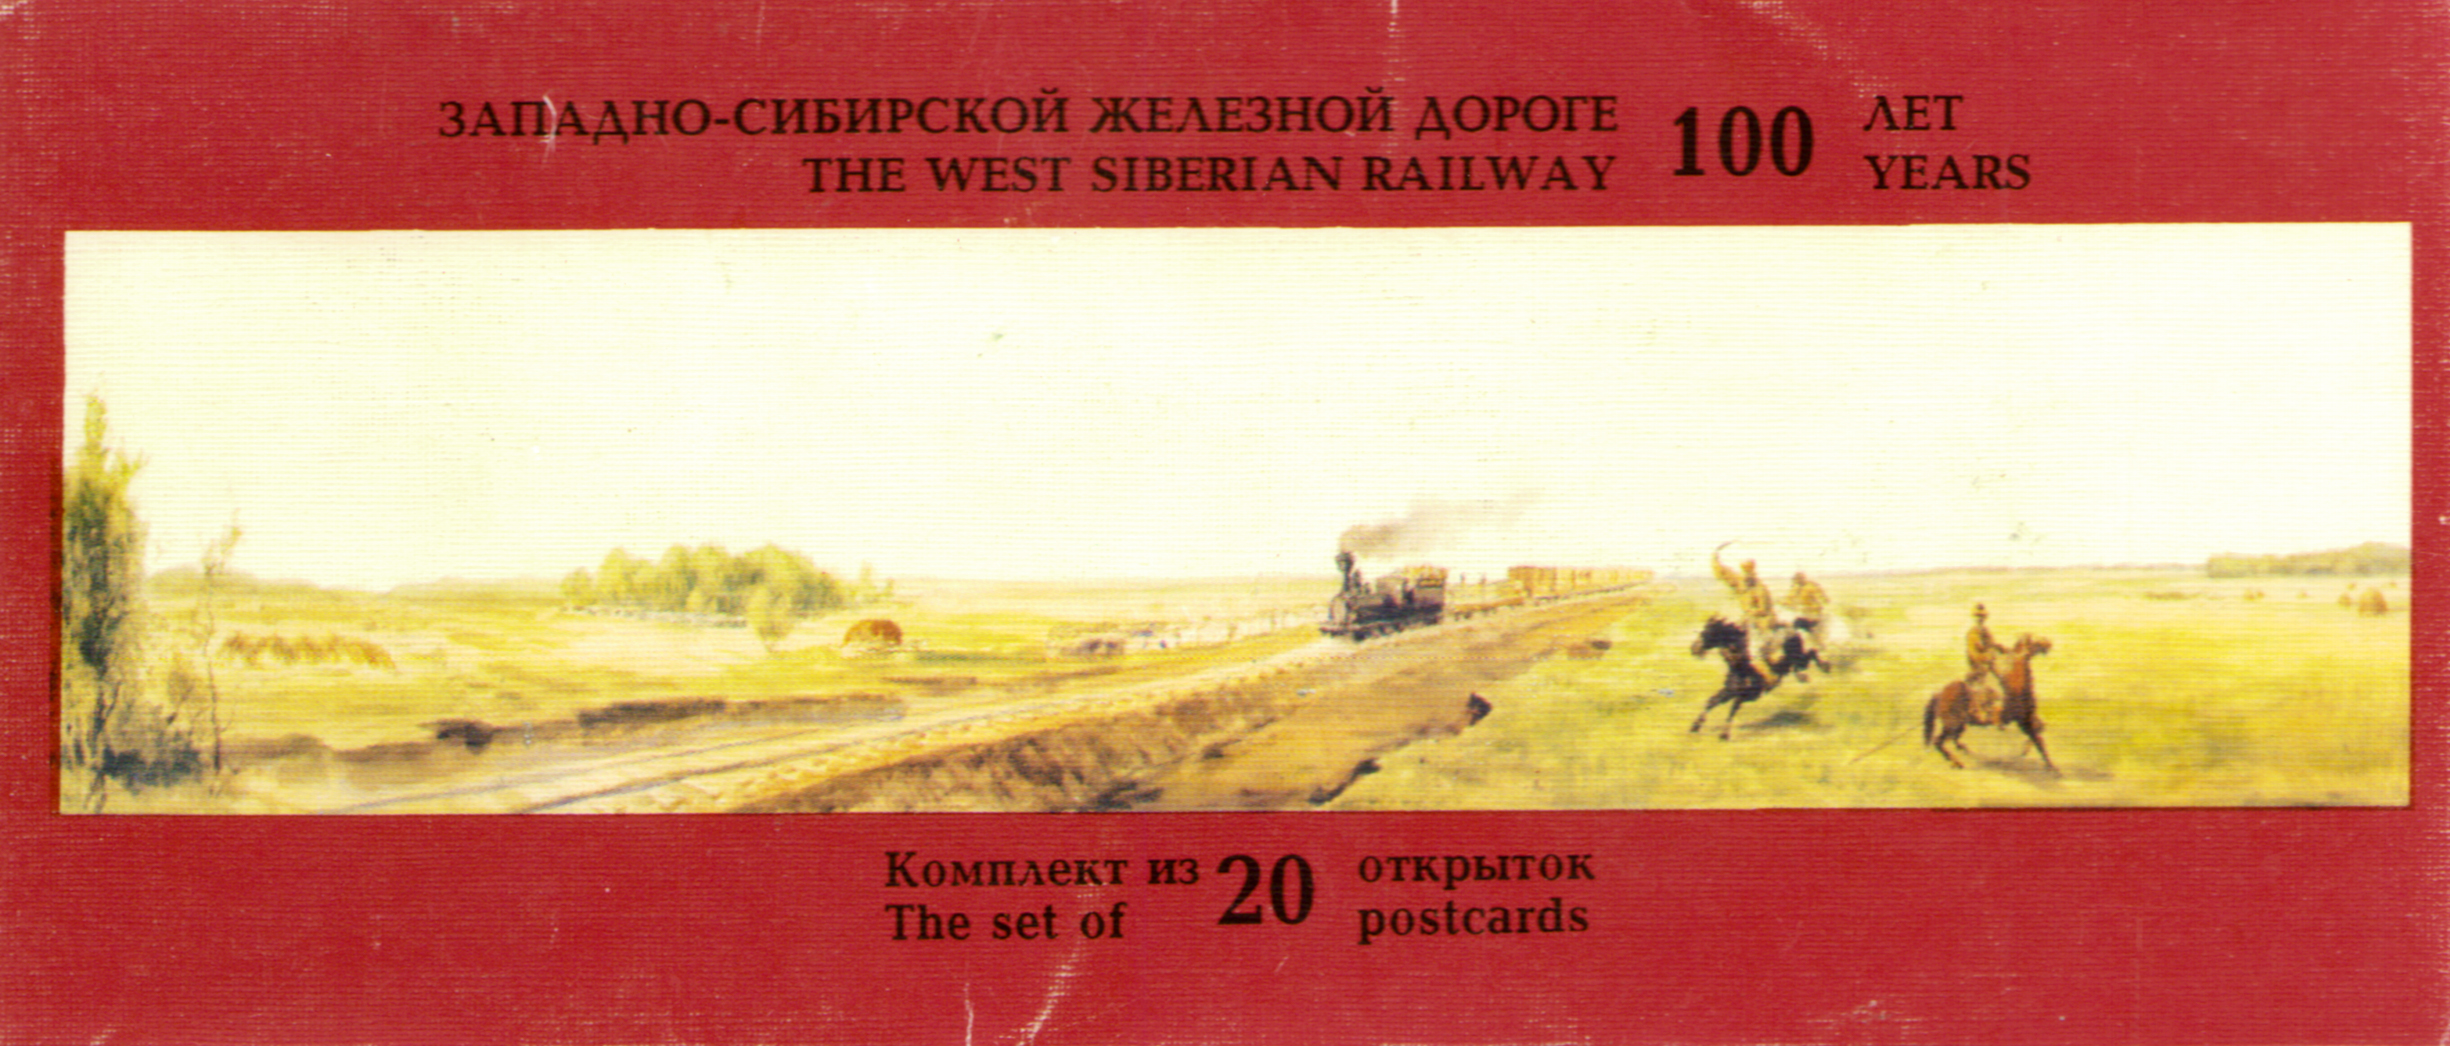 ЗАПАДНО-СИБИРСКОЙ ЖЕЛЕЗНОЙ ДОРОГЕ 100 ЛЕТ
THE WEST SIBERIAN RAILWAY YEARS
Комплект из 20 открыток
The set of postcards